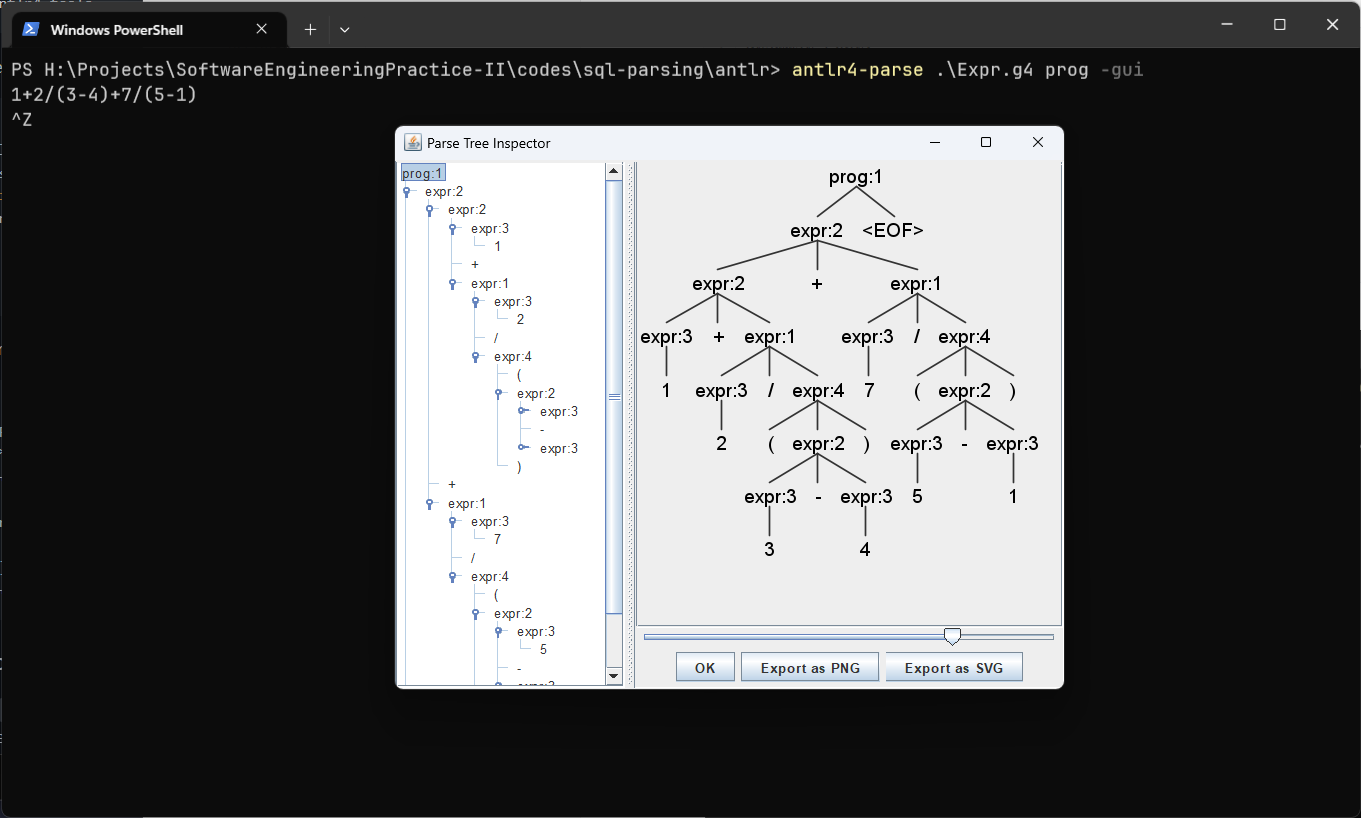 Windows PowerShell
PS H:\Projects\SoftwareEngineeringPractice-II\codes\sql-parsing\antlr> antlr4-parse .\Expr.g4 prog -gui
1+2/(3-4)+7/(5-1)
^Z
Parse Tree Inspector
prog:1
expr:2
expr:2
expr:3
1
+
expr:1
expr:3
2
/
expr:4
(
expr:2
expr:3
-
expr:3
)
+
expr:1
expr:3
7
/
expr:4
(
expr:2
expr:3
5
-
prog:1
expr:2 <EOF>
expr:2 + expr:1
expr:3 + expr:1 expr:3 / expr:4
1 expr:3 / expr:4 7 ( expr:2 )
2 ( expr:2 ) expr:3 - expr:3
expr:3 - expr:3 5 1
3 4
OK Export as PNG Export as SVG